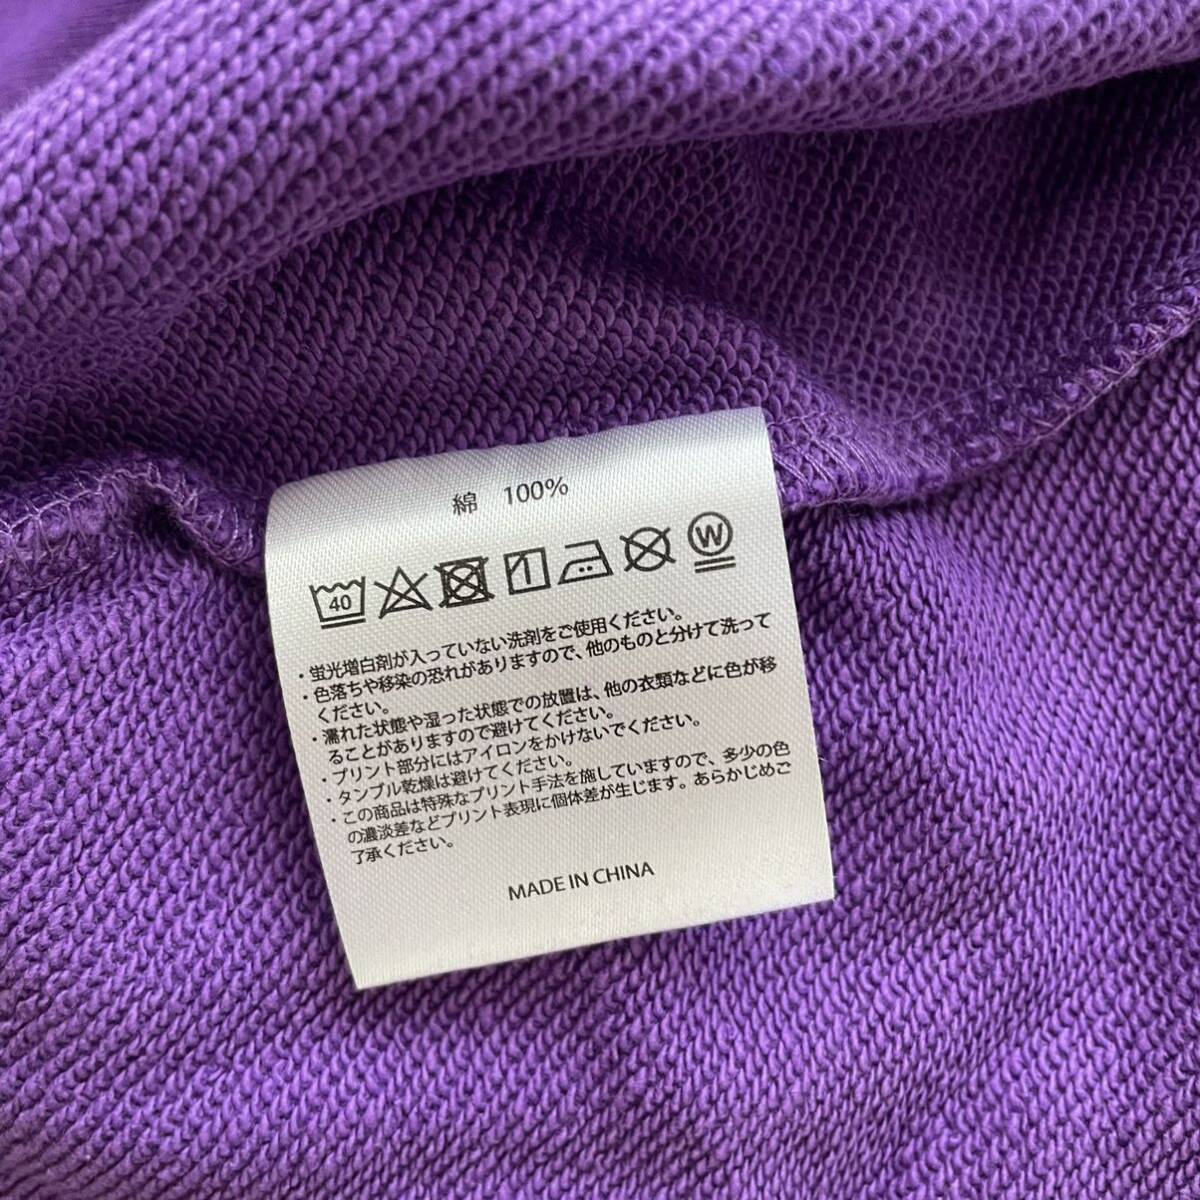 綿 100%
40 W
・蛍光増白剤が入っていない洗剤をご使用ください。
・色落ちや移染の恐れがありますので、他のものと分けて洗って
ください。
・濡れた状態や湿った状態での放置は、他の衣類などに色が移
ることがありますので避けてください。
・プリント部分にはアイロンをかけないでください。
・タンブル乾燥は避けてください。
・この商品は特殊なプリント手法を施していますので、多少の色
の濃淡差などプリント表現に個体差が生じます。あらかじめご
了承ください。
MADE IN CHINA